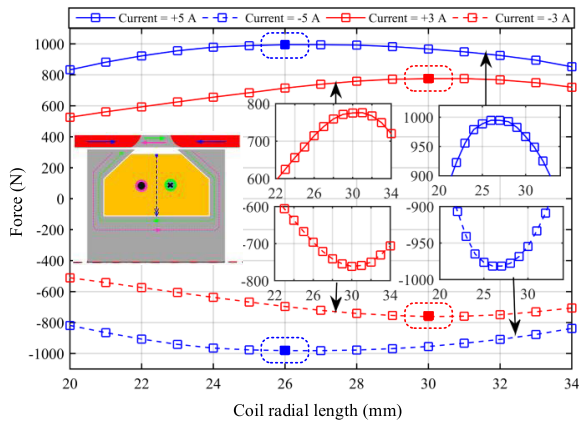 Current = +5 A Current = -5 A Current = +3 A Current = -3 A
1000
800
600
400
200
0
-200
-400
-600
-800
-1000
Force (N)
800
700
600
22 24 26 28 30 32 34
1000
950
900
22 24 26 28 30 32
-600
-700
-800
22 26 30 34
-900
-950
-1000
22 24 26 28 30 32
20 22 24 26 28 30 32 34
Coil radial length (mm)